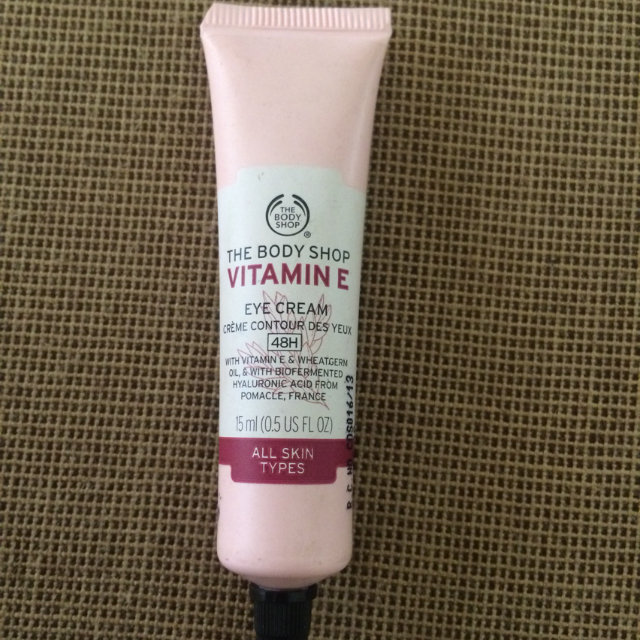 THE
BODY
SHOP
®
THE BODY SHOP
VITAMIN E
EYE CREAM
CRÈME CONTOUR DES YEUX
48H
WITH VITAMIN E & WHEATGERM
OIL, & WITH BIOFERMENTED
HYALURONIC ACID FROM
POMACLE, FRANCE
15 ml (0.5 US FL OZ)
ALL SKIN
TYPES